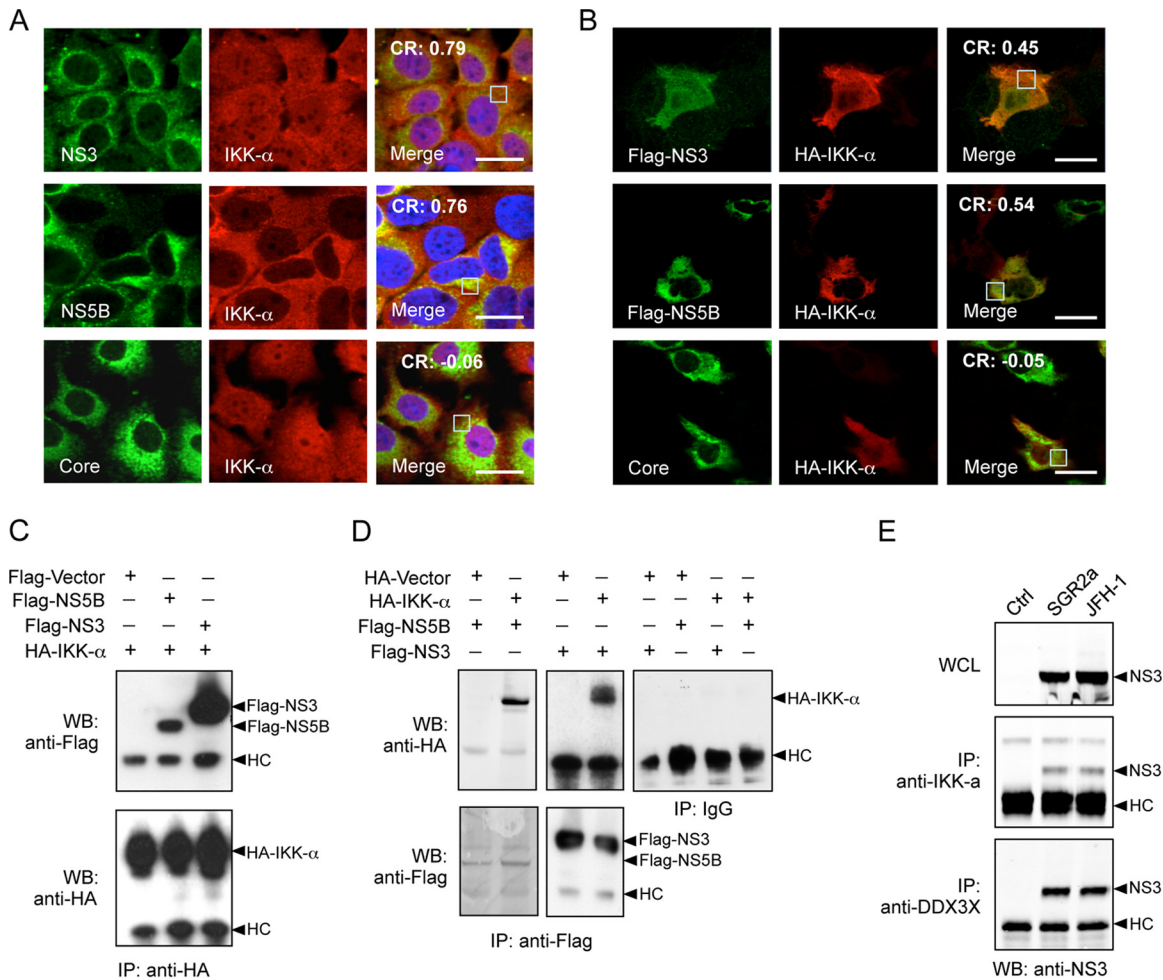 A
CR: 0.79
NS3
IKK-α
Merge
CR: 0.76
NS5B
IKK-α
Merge
CR: -0.06
Core
IKK-α
Merge
B
CR: 0.45
Flag-NS3
HA-IKK-α
Merge
CR: 0.54
Flag-NS5B
HA-IKK-α
Merge
CR: -0.05
Core
HA-IKK-α
Merge
C
Flag-Vector + – –
Flag-NS5B – + –
Flag-NS3 – – +
HA-IKK-α + + +
WB:
anti-Flag
Flag-NS3
Flag-NS5B
HC
WB:
anti-HA
HA-IKK-α
HC
IP: anti-HA
D
HA-Vector + – + – + + – –
HA-IKK-α – + – + – – + +
Flag-NS5B + + – – – + – +
Flag-NS3 – – + + + – + –
WB:
anti-HA
HA-IKK-α
HC
IP: IgG
WB:
anti-Flag
Flag-NS3
Flag-NS5B
HC
IP: anti-Flag
E
Ctrl
SGR2a
JFH-1
WCL
NS3
IP:
anti-IKK-a
NS3
HC
IP:
anti-DDX3X
NS3
HC
WB: anti-NS3